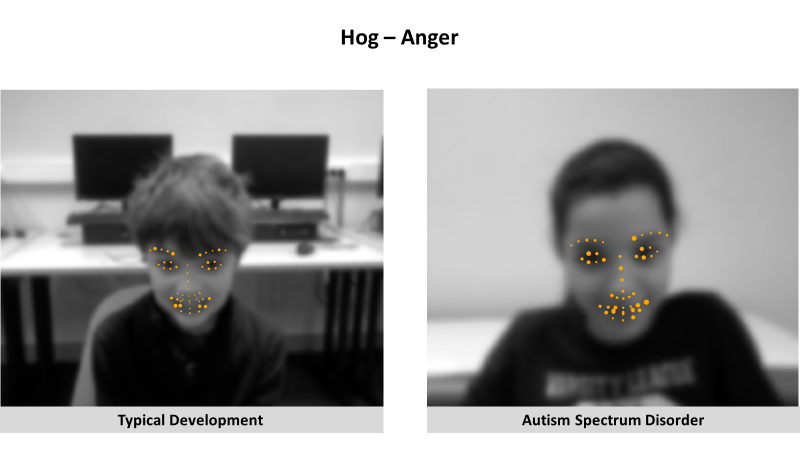 Hog – Anger
Typical Development
Autism Spectrum Disorder